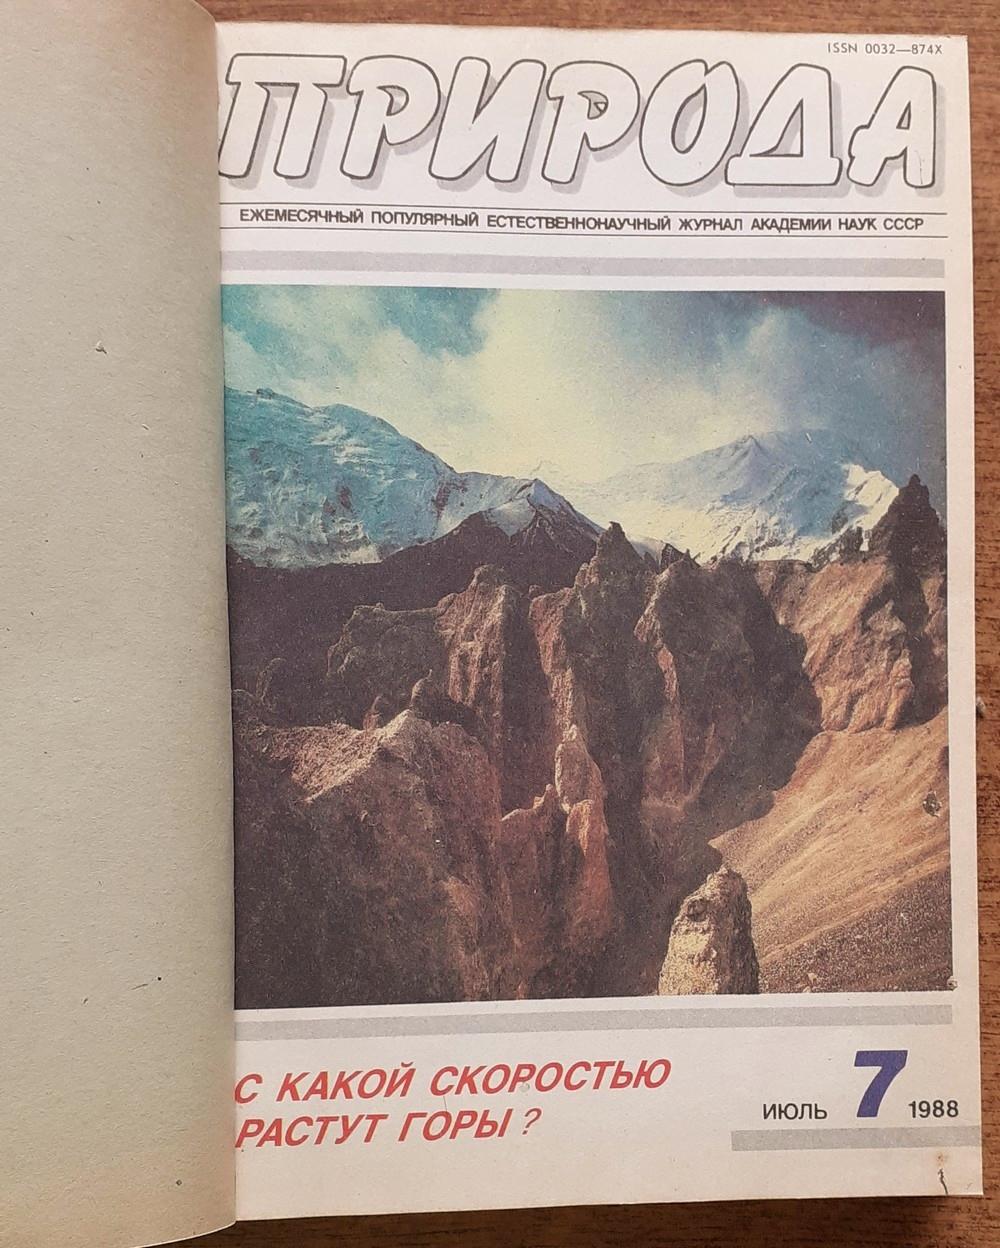 ISSN 0032—874X
ПРИРОДА
ЕЖЕМЕСЯЧНЫЙ ПОПУЛЯРНЫЙ ЕСТЕСТВЕННОНАУЧНЫЙ ЖУРНАЛ АКАДЕМИИ НАУК СССР
С КАКОЙ СКОРОСТЬЮ
РАСТУТ ГОРЫ?
ИЮЛЬ 7 1988